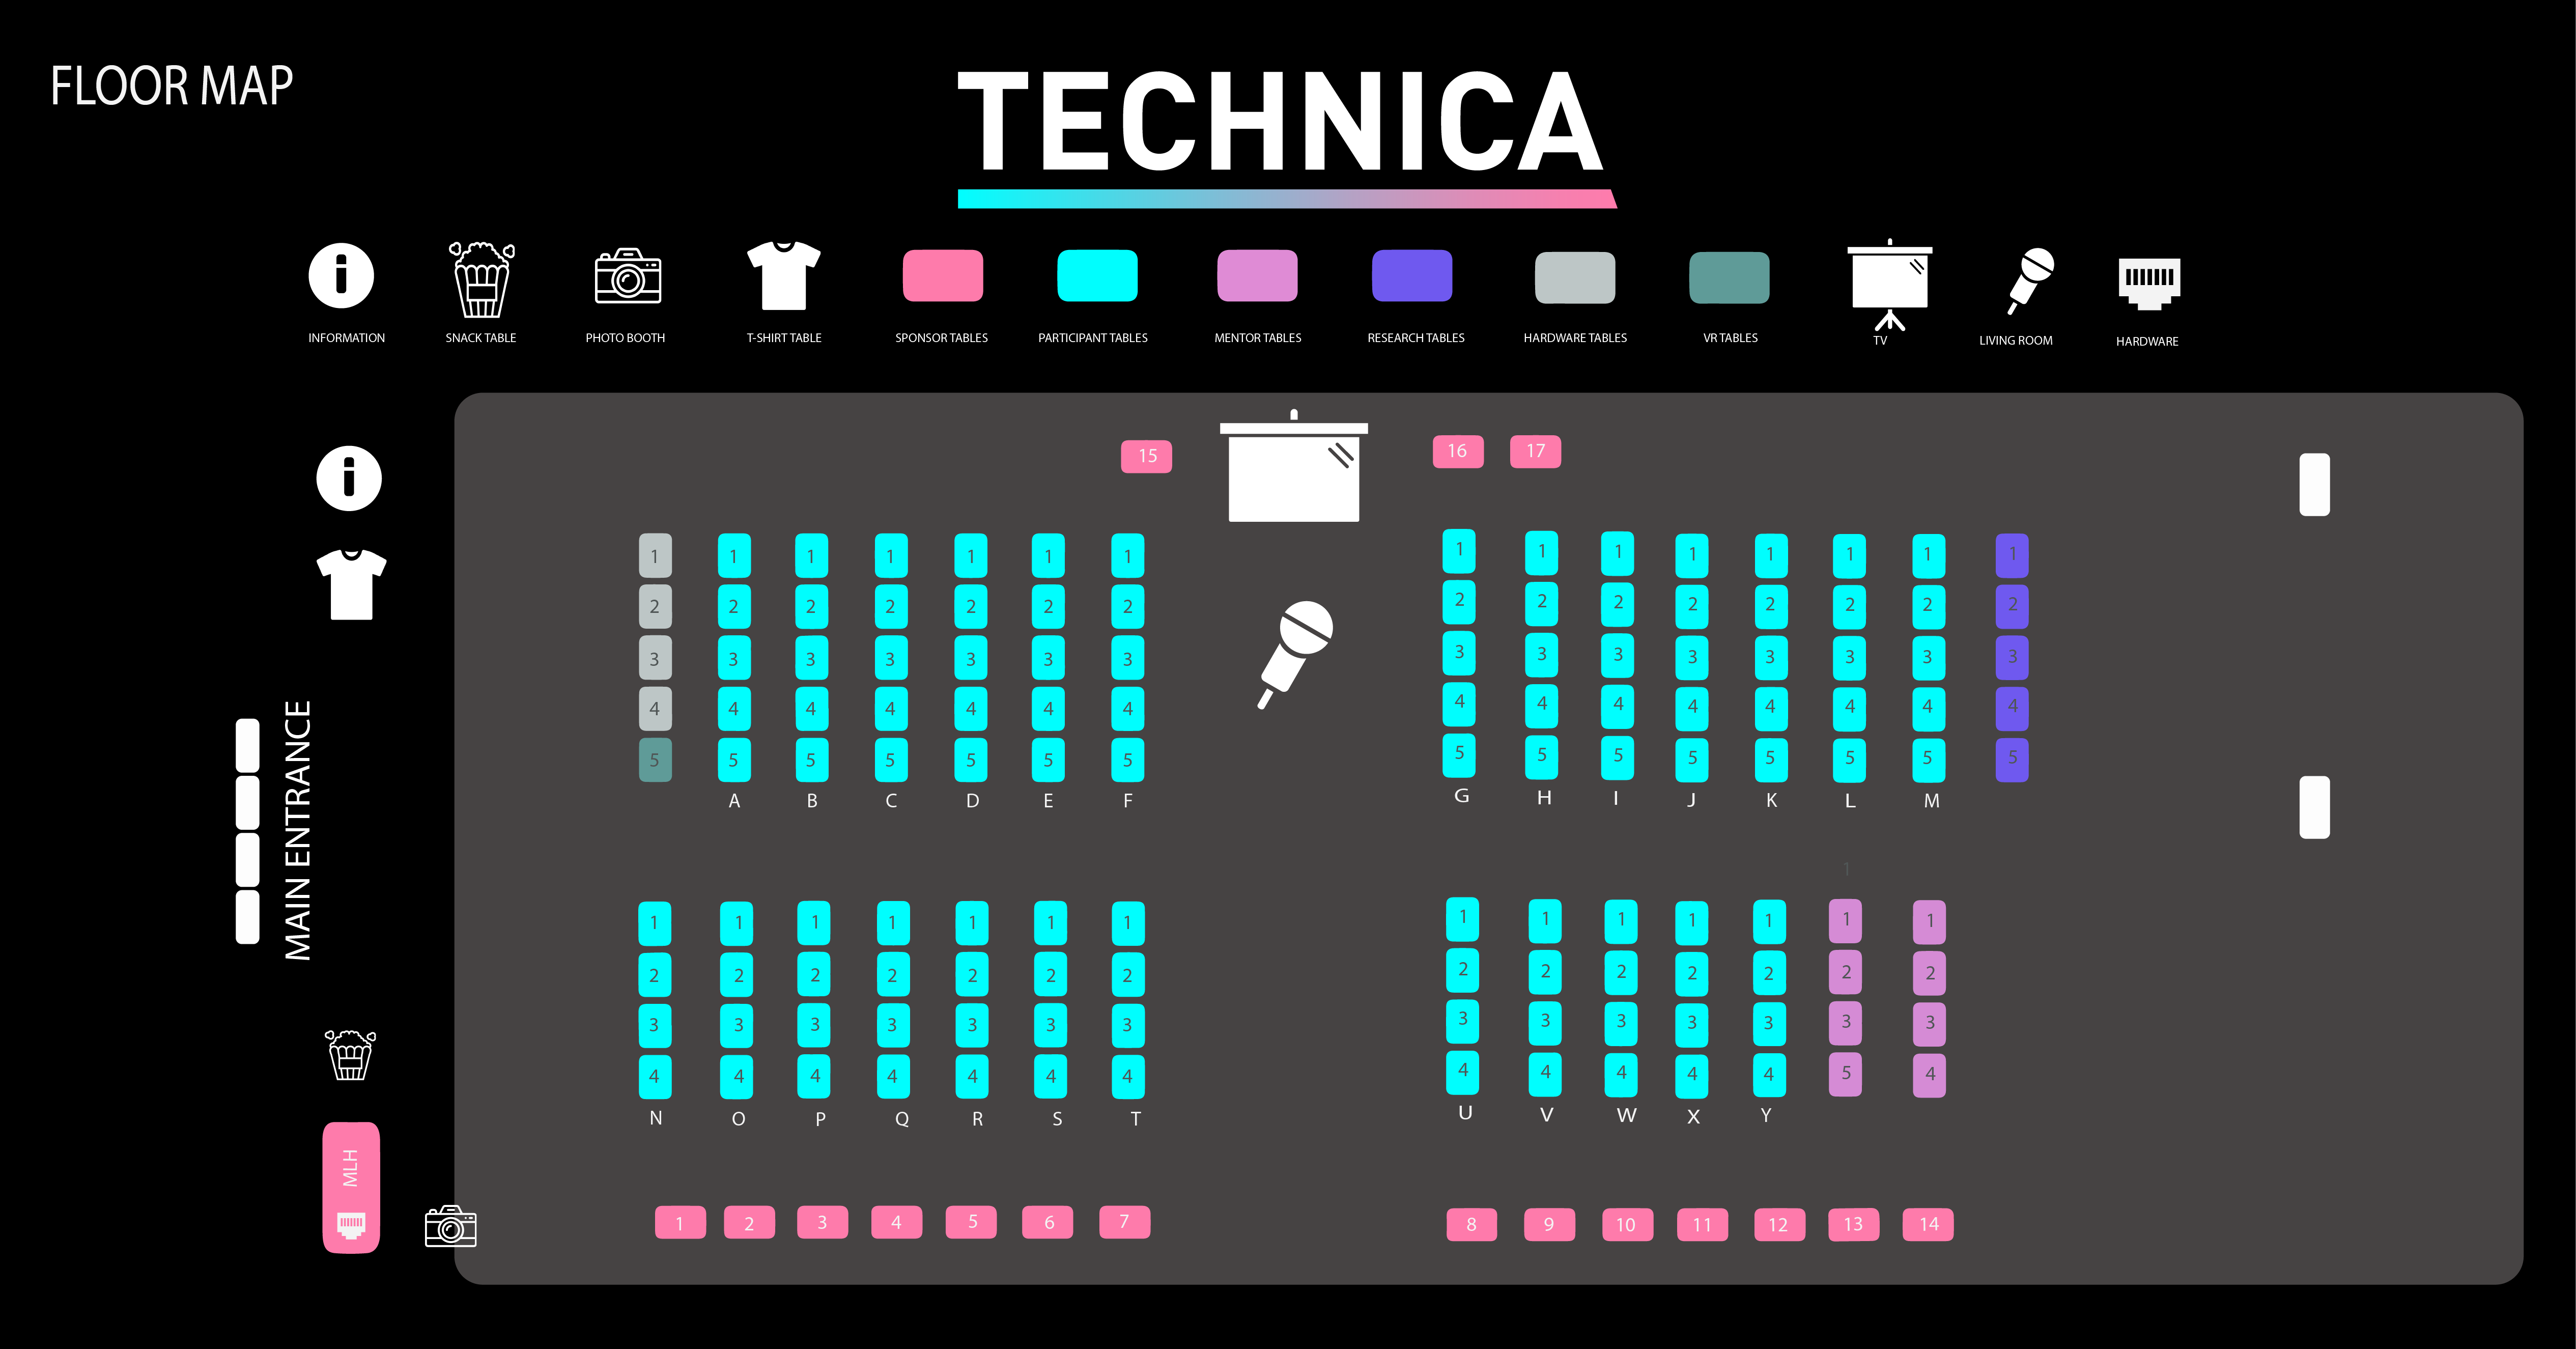 FLOOR MAP
TECHNICA
INFORMATION
SNACK TABLE
PHOTO BOOTH
T-SHIRT TABLE
SPONSOR TABLES
PARTICIPANT TABLES
MENTOR TABLES
RESEARCH TABLES
HARDWARE TABLES
VR TABLES
TV
LIVING ROOM
HARDWARE
MAIN ENTRANCE
MLH
15
16 17
1 1 1 1 1 1 1 1 1 1 1 1 1 1 1
2 2 2 2 2 2 2 2 2 2 2 2 2 2 2
3 3 3 3 3 3 3 3 3 3 3 3 3 3 3
4 4 4 4 4 4 4 4 4 4 4 4 4 4 4
5 5 5 5 5 5 5 5 5 5 5 5 5 5 5
A B C D E F G H I J K L M
1
1 1 1 1 1 1 1 1 1 1 1 1 1 1
2 2 2 2 2 2 2 2 2 2 2 2 2 2
3 3 3 3 3 3 3 3 3 3 3 3 3 3
4 4 4 4 4 4 4 4 4 4 4 4 5 4
N O P Q R S T U V W X Y
1 2 3 4 5 6 7 8 9 10 11 12 13 14